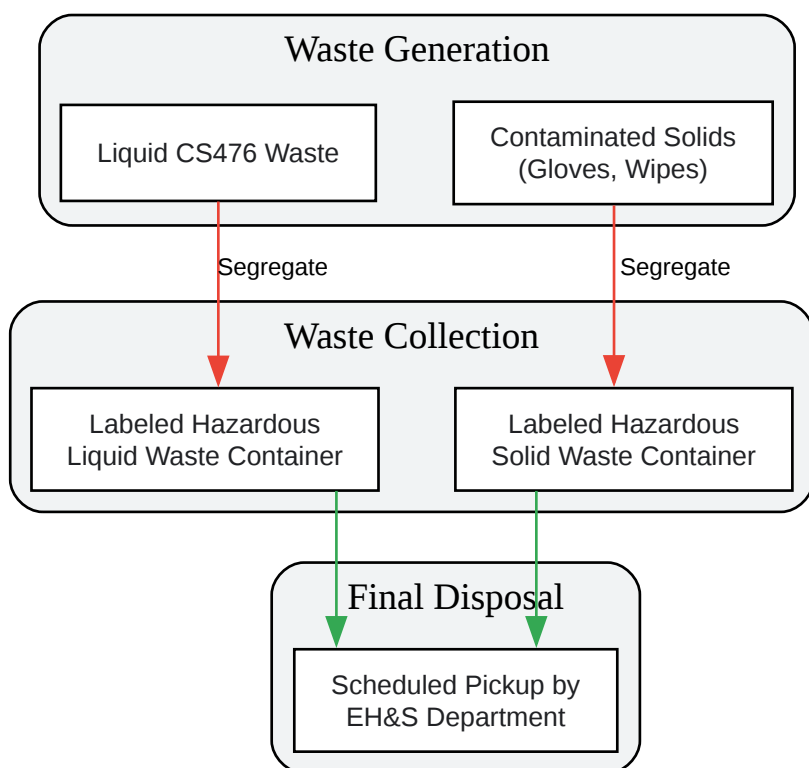 Waste Generation
Liquid CS476 Waste
Contaminated Solids
(Gloves, Wipes)
Segregate
Segregate
Waste Collection
Labeled Hazardous
Liquid Waste Container
Labeled Hazardous
Solid Waste Container
Final Disposal
Scheduled Pickup by
EH&S Department